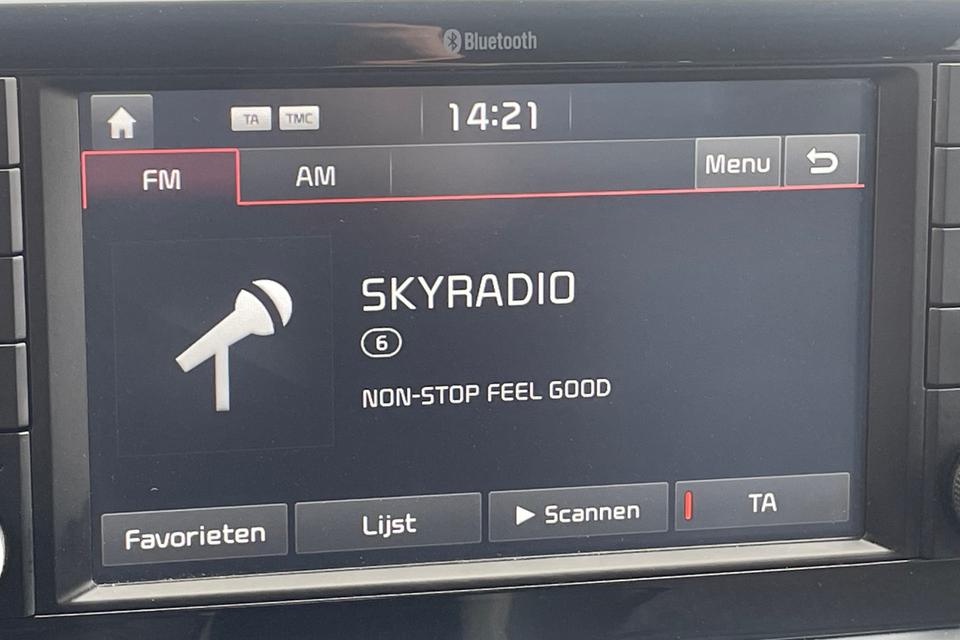 Bluetooth
TA TMC 14:21
FM AM Menu
SKYRADIO
6
NON-STOP FEEL GOOD
Favorieten Lijst Scannen TA